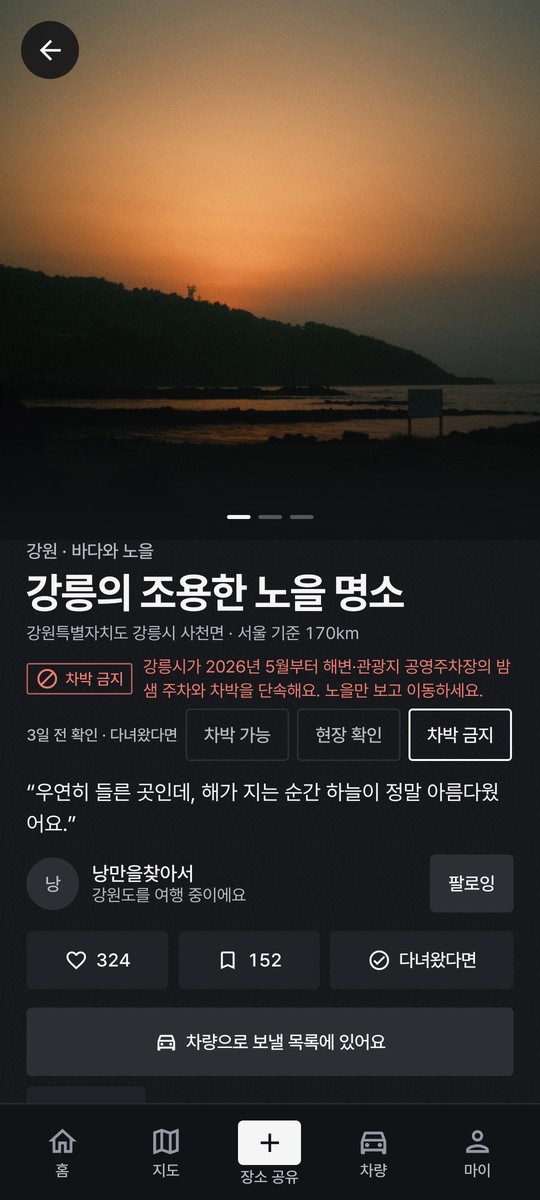 강원 · 바다와 노을
강릉의 조용한 노을 명소
강원특별자치도 강릉시 사천면 · 서울 기준 170km
차박 금지
강릉시가 2026년 5월부터 해변·관광지 공영주차장의 밤
샘 주차와 차박을 단속해요. 노을만 보고 이동하세요.
3일 전 확인 · 다녀왔다면
차박 가능
현장 확인
차박 금지
“우연히 들른 곳인데, 해가 지는 순간 하늘이 정말 아름다웠
어요.”
낭
낭만을찾아서
강원도를 여행 중이에요
팔로잉
324
152
다녀왔다면
차량으로 보낼 목록에 있어요
홈
지도
장소 공유
차량
마이